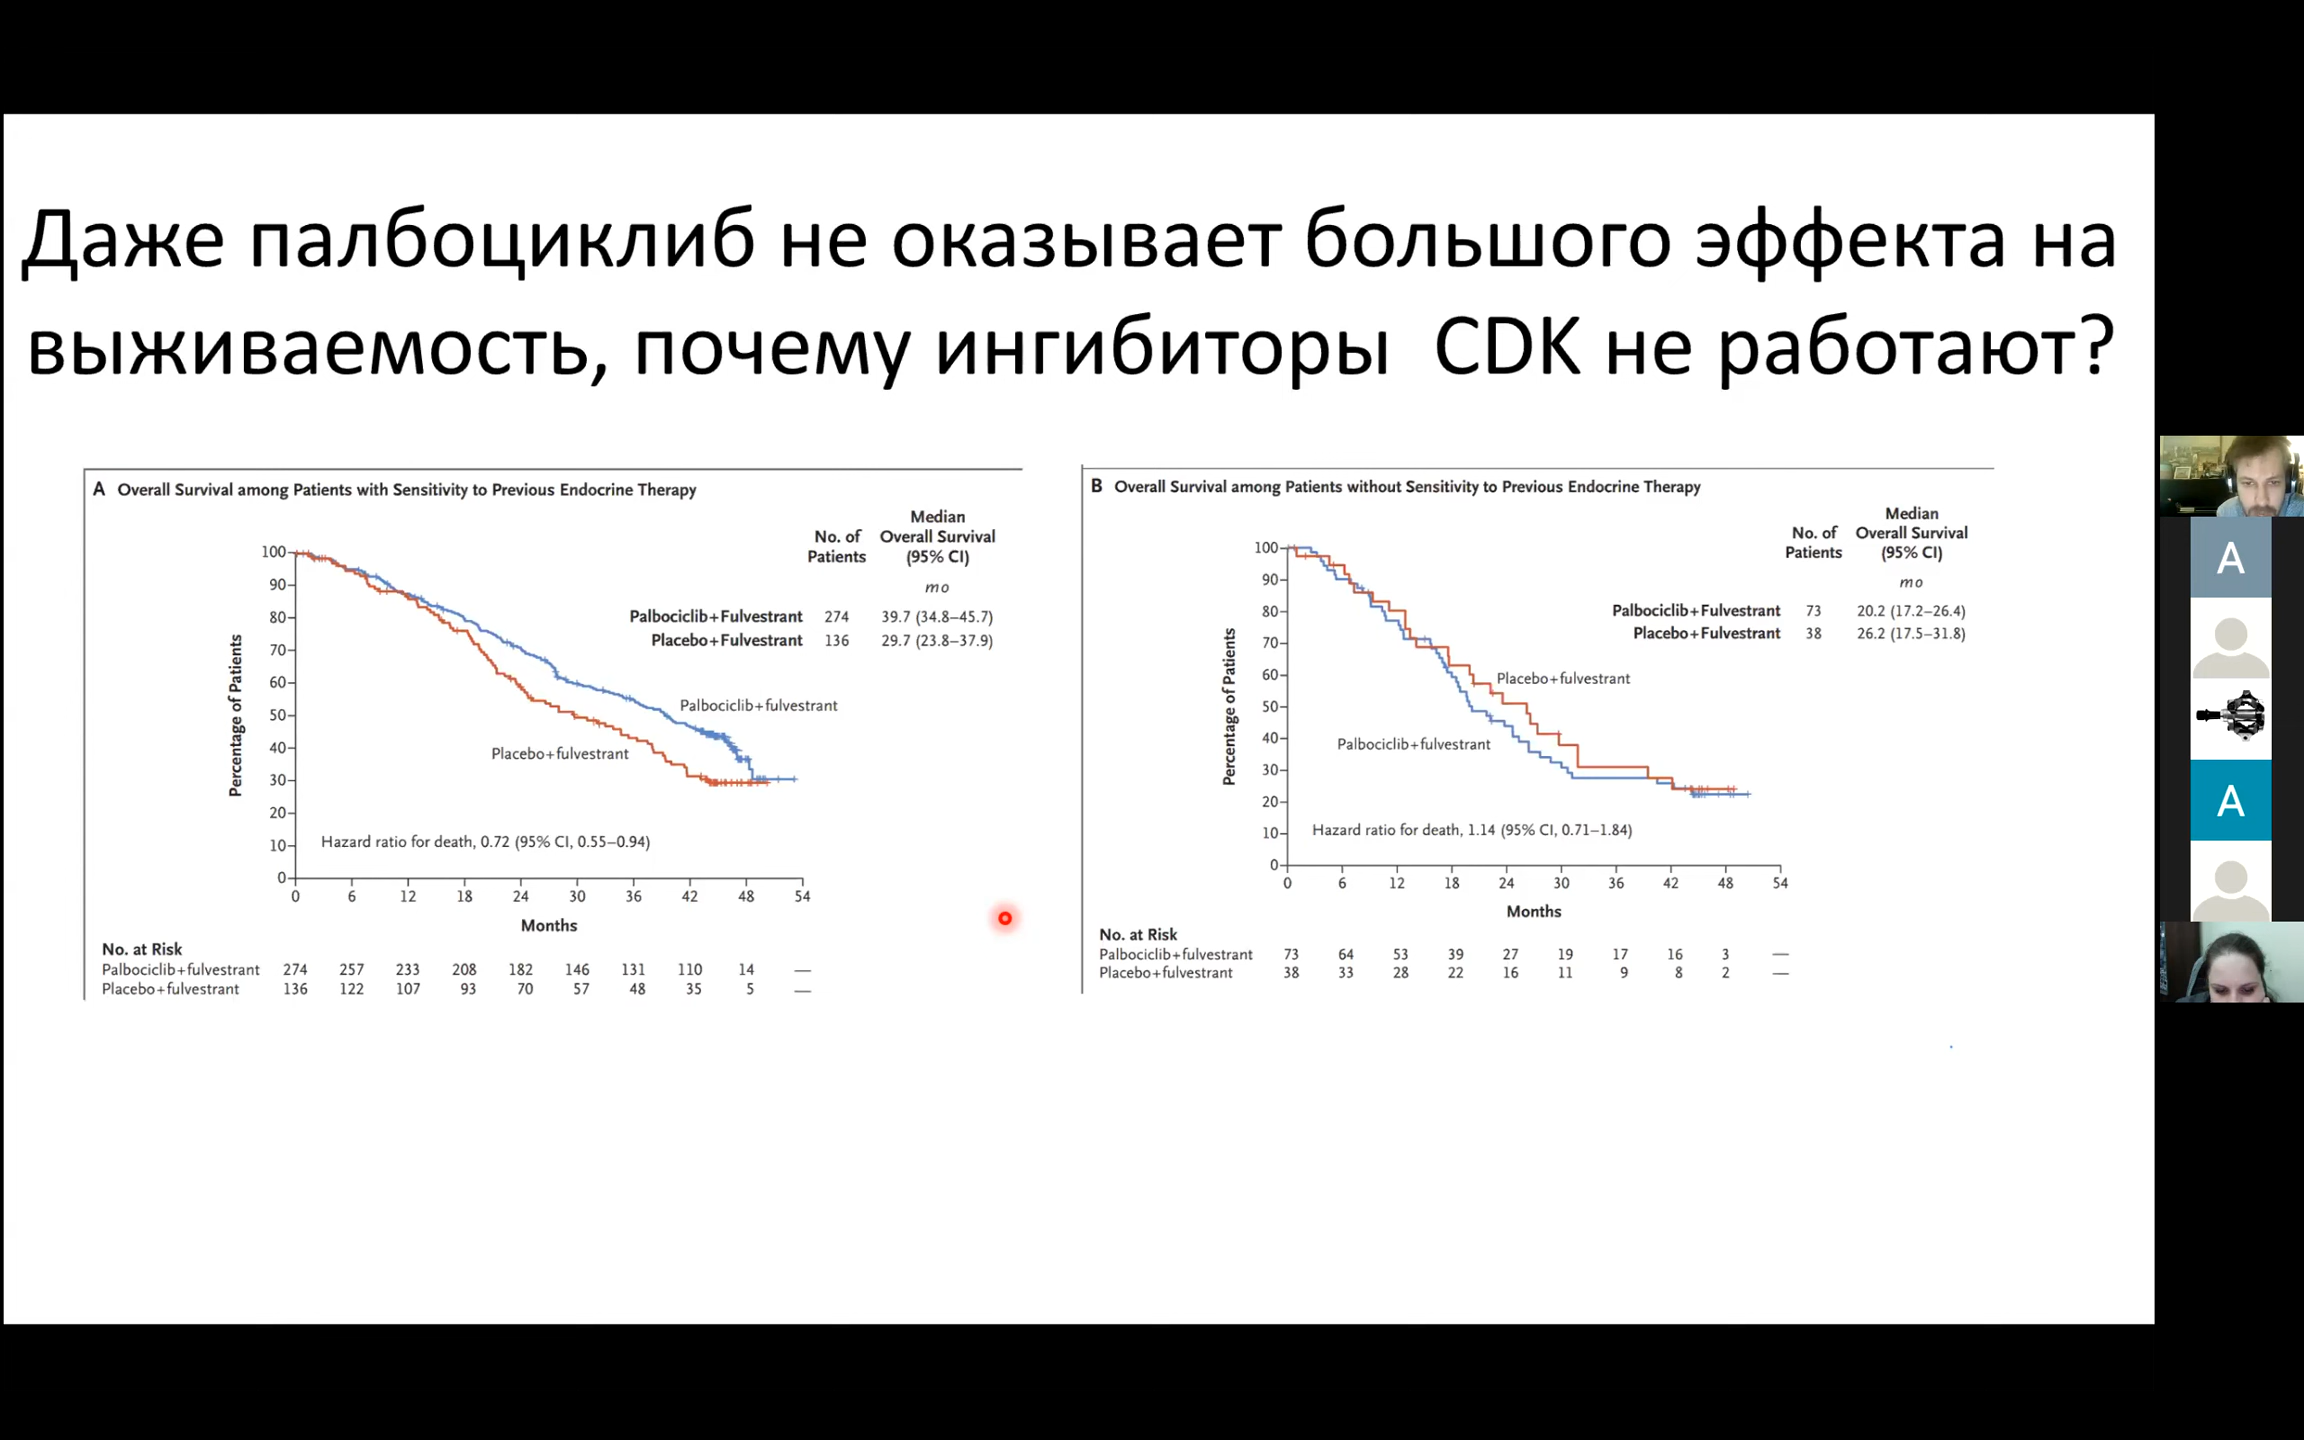 Даже палбоциклиб не оказывает большого эффекта на
выживаемость, почему ингибиторы CDK не работают?
A Overall Survival among Patients with Sensitivity to Previous Endocrine Therapy
No. of Patients Median Overall Survival (95% CI)
mo
Palbociclib+Fulvestrant 274 39.7 (34.8–45.7)
Placebo+Fulvestrant 136 29.7 (23.8–37.9)
Percentage of Patients
100
90
80
70
60
50
40
30
20
10
0
Palbociclib+fulvestrant
Placebo+fulvestrant
Hazard ratio for death, 0.72 (95% CI, 0.55–0.94)
0 6 12 18 24 30 36 42 48 54
Months
No. at Risk
Palbociclib+fulvestrant 274 257 233 208 182 146 131 110 14 —
Placebo+fulvestrant 136 122 107 93 70 57 48 35 5 —
B Overall Survival among Patients without Sensitivity to Previous Endocrine Therapy
No. of Patients Median Overall Survival (95% CI)
mo
Palbociclib+Fulvestrant 73 20.2 (17.2–26.4)
Placebo+Fulvestrant 38 26.2 (17.5–31.8)
Percentage of Patients
100
90
80
70
60
50
40
30
20
10
0
Placebo+fulvestrant
Palbociclib+fulvestrant
Hazard ratio for death, 1.14 (95% CI, 0.71–1.84)
0 6 12 18 24 30 36 42 48 54
Months
No. at Risk
Palbociclib+fulvestrant 73 64 53 39 27 19 17 16 3 —
Placebo+fulvestrant 38 33 28 22 16 11 9 8 2 —
A
A